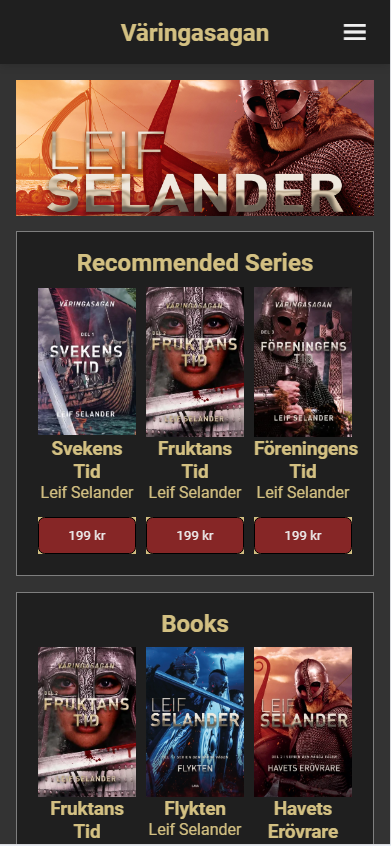 Väringasagan
LEIF
SELANDER
Recommended Series
VÄRINGASAGAN
DEL 1
SVEKENS
TID
LEIF SELANDER
VÄRINGASAGAN
DEL 2
FRUKTANS
TID
LEIF SELANDER
VÄRINGASAGAN
DEL 3
FÖRENINGENS
TID
LEIF SELANDER
Svekens
Tid
Leif Selander
199 kr
Fruktans
Tid
Leif Selander
199 kr
Föreningens
Tid
Leif Selander
199 kr
Books
VÄRINGASAGAN
DEL 2
FRUKTANS
TID
LEIF SELANDER
LEIF
SELANDER
FLYKTEN
LEIF
SELANDER
HAVETS ERÖVRARE
Fruktans
Tid
Flykten
Leif Selander
Havets
Erövrare